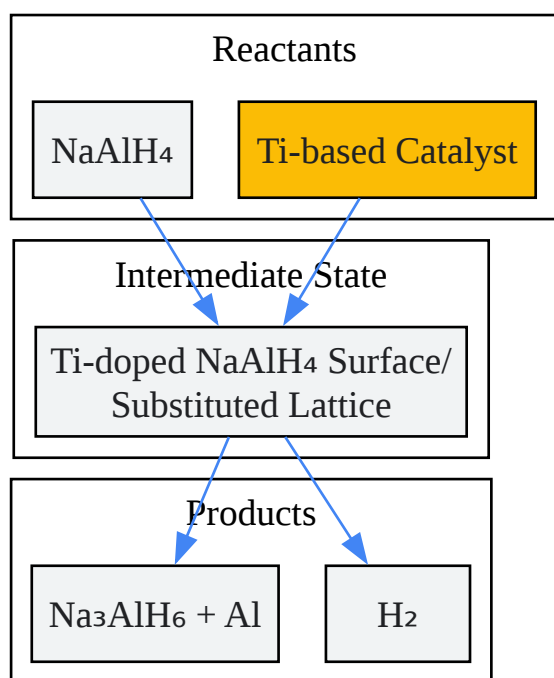 Reactants
NaAlH₄
Ti-based Catalyst
Intermediate State
Ti-doped NaAlH₄ Surface/
Substituted Lattice
Products
Na₃AlH₆ + Al
H₂